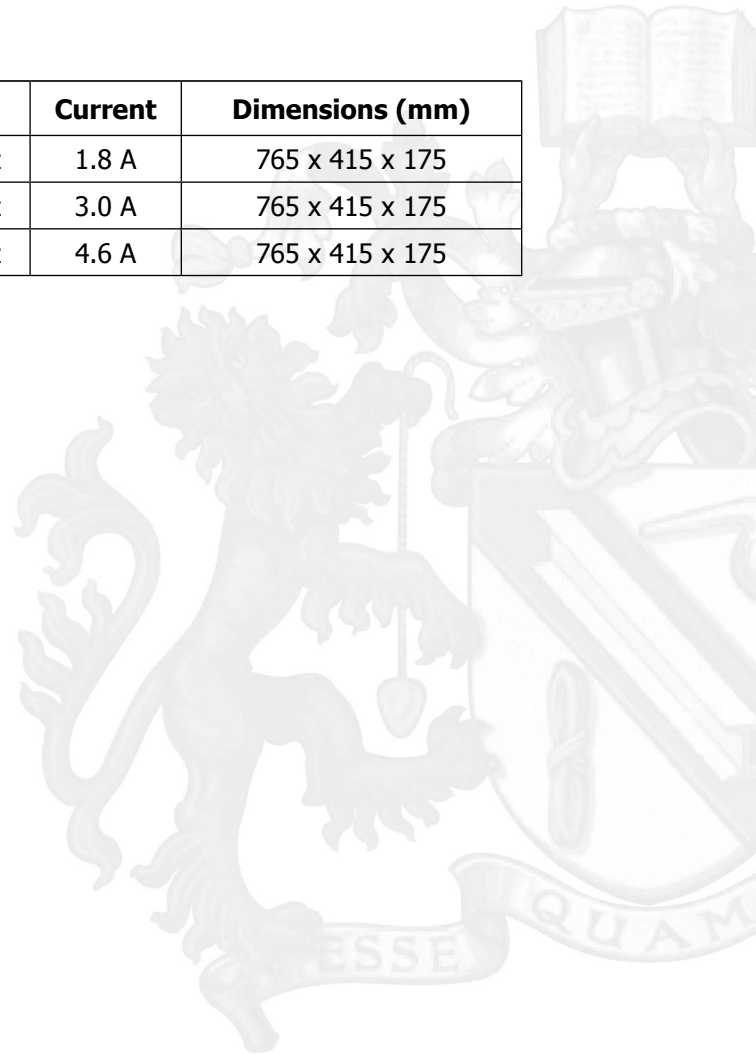 Current Dimensions (mm)
1.8 A 765 x 415 x 175
3.0 A 765 x 415 x 175
4.6 A 765 x 415 x 175
ESSE QUAM